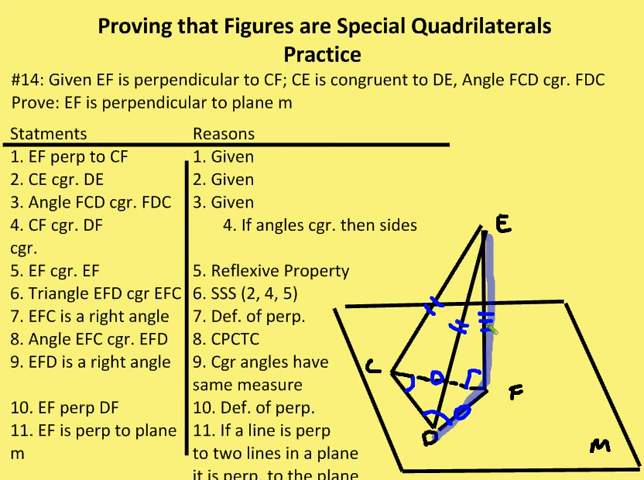 Proving that Figures are Special Quadrilaterals
Practice
#14: Given EF is perpendicular to CF; CE is congruent to DE, Angle FCD cgr. FDC
Prove: EF is perpendicular to plane m
Statments Reasons
1. EF perp to CF 1. Given
2. CE cgr. DE 2. Given
3. Angle FCD cgr. FDC 3. Given
4. CF cgr. DF 4. If angles cgr. then sides
cgr.
5. EF cgr. EF 5. Reflexive Property
6. Triangle EFD cgr EFC 6. SSS (2, 4, 5)
7. EFC is a right angle 7. Def. of perp.
8. Angle EFC cgr. EFD 8. CPCTC
9. EFD is a right angle 9. Cgr angles have
same measure
10. EF perp DF 10. Def. of perp.
11. EF is perp to plane 11. If a line is perp
m to two lines in a plane
it is perp. to the plane
E
C
F
D
M